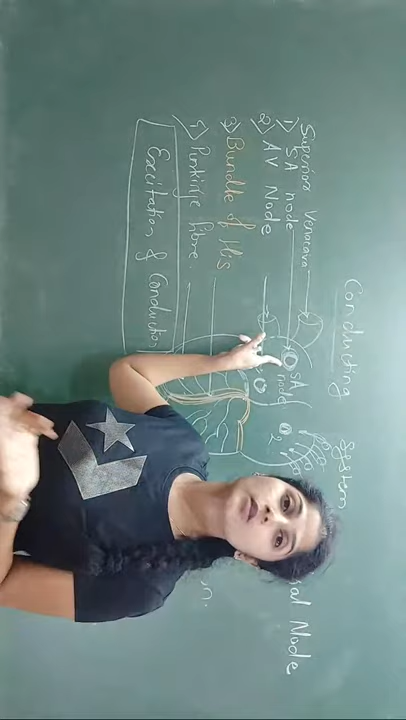 Conducting System
Superior Venacava
1) SA node
2) AV Node
3) Bundle of His
4) Purkinje fibre.
Excitation & Conduction
SA
node
2
al Node
n.